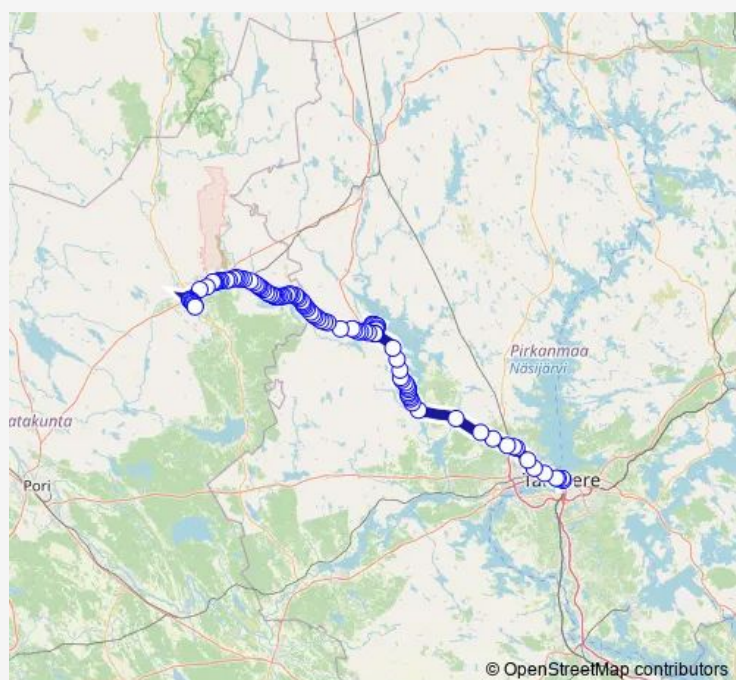 Pirkanmaa
Näsijärvi
atakunta
Pori
© OpenStreetMap contributors